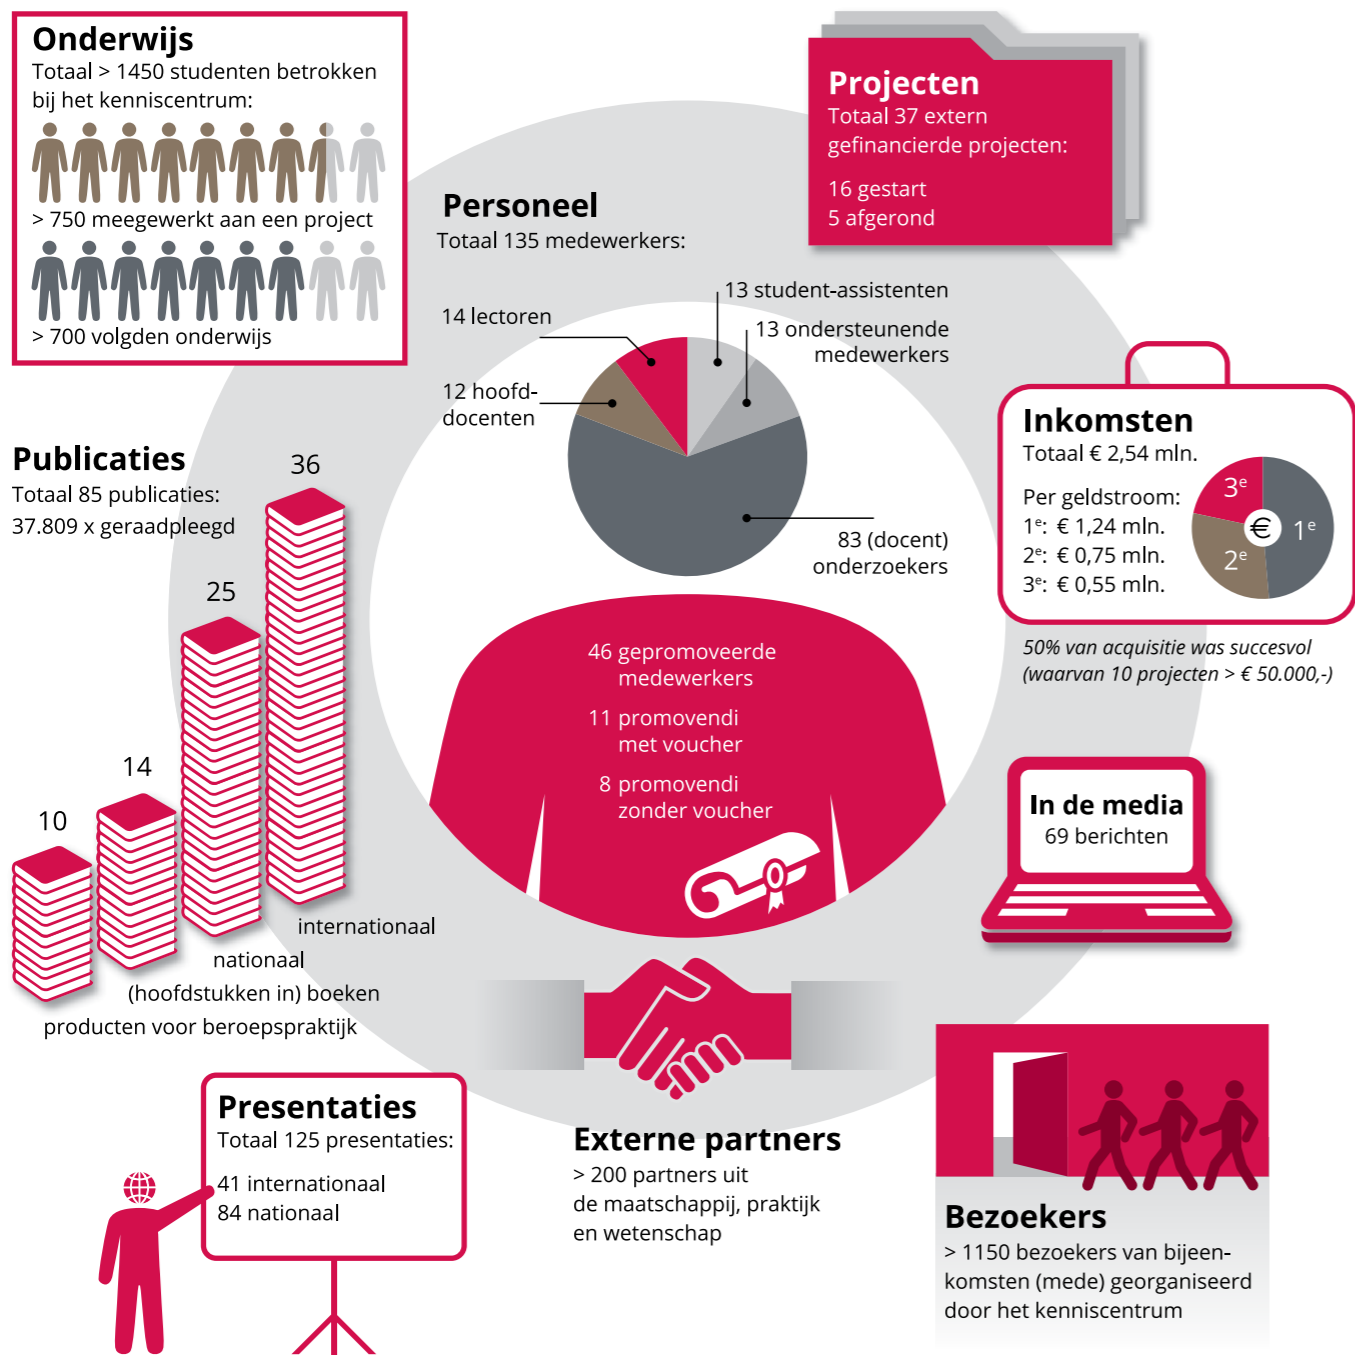 Onderwijs
Totaal > 1450 studenten betrokken
bij het kenniscentrum:
> 750 meegewerkt aan een project
> 700 volgden onderwijs
Projecten
Totaal 37 extern
gefinancierde projecten:
16 gestart
5 afgerond
Personeel
Totaal 135 medewerkers:
13 student-assistenten
14 lectoren
13 ondersteunende
medewerkers
12 hoofd-
docenten
83 (docent)
onderzoekers
46 gepromoveerde
medewerkers
11 promovendi
met voucher
8 promovendi
zonder voucher
Inkomsten
Totaal € 2,54 mln.
Per geldstroom:
1e: € 1,24 mln.
2e: € 0,75 mln.
3e: € 0,55 mln.
3e
€
1e
2e
50% van acquisitie was succesvol
(waarvan 10 projecten > € 50.000,-)
Publicaties
Totaal 85 publicaties:
37.809 x geraadpleegd
36
25
14
10
internationaal
nationaal
(hoofdstukken in) boeken
producten voor beroepspraktijk
In de media
69 berichten
Presentaties
Totaal 125 presentaties:
41 internationaal
84 nationaal
Externe partners
> 200 partners uit
de maatschappij, praktijk
en wetenschap
Bezoekers
> 1150 bezoekers van bijeen-
komsten (mede) georganiseerd
door het kenniscentrum